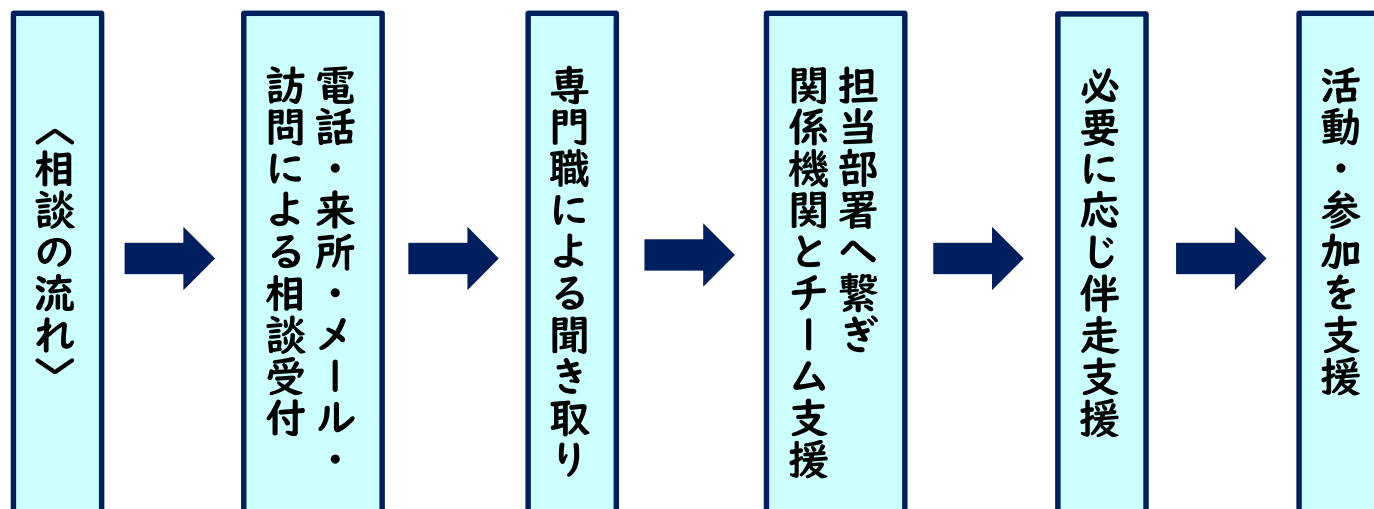 〈相談の流れ〉
電話・来所・メール・
訪問による相談受付
専門職による聞き取り
担当部署へ繋ぎ
関係機関とチーム支援
必要に応じ伴走支援
活動・参加を支援